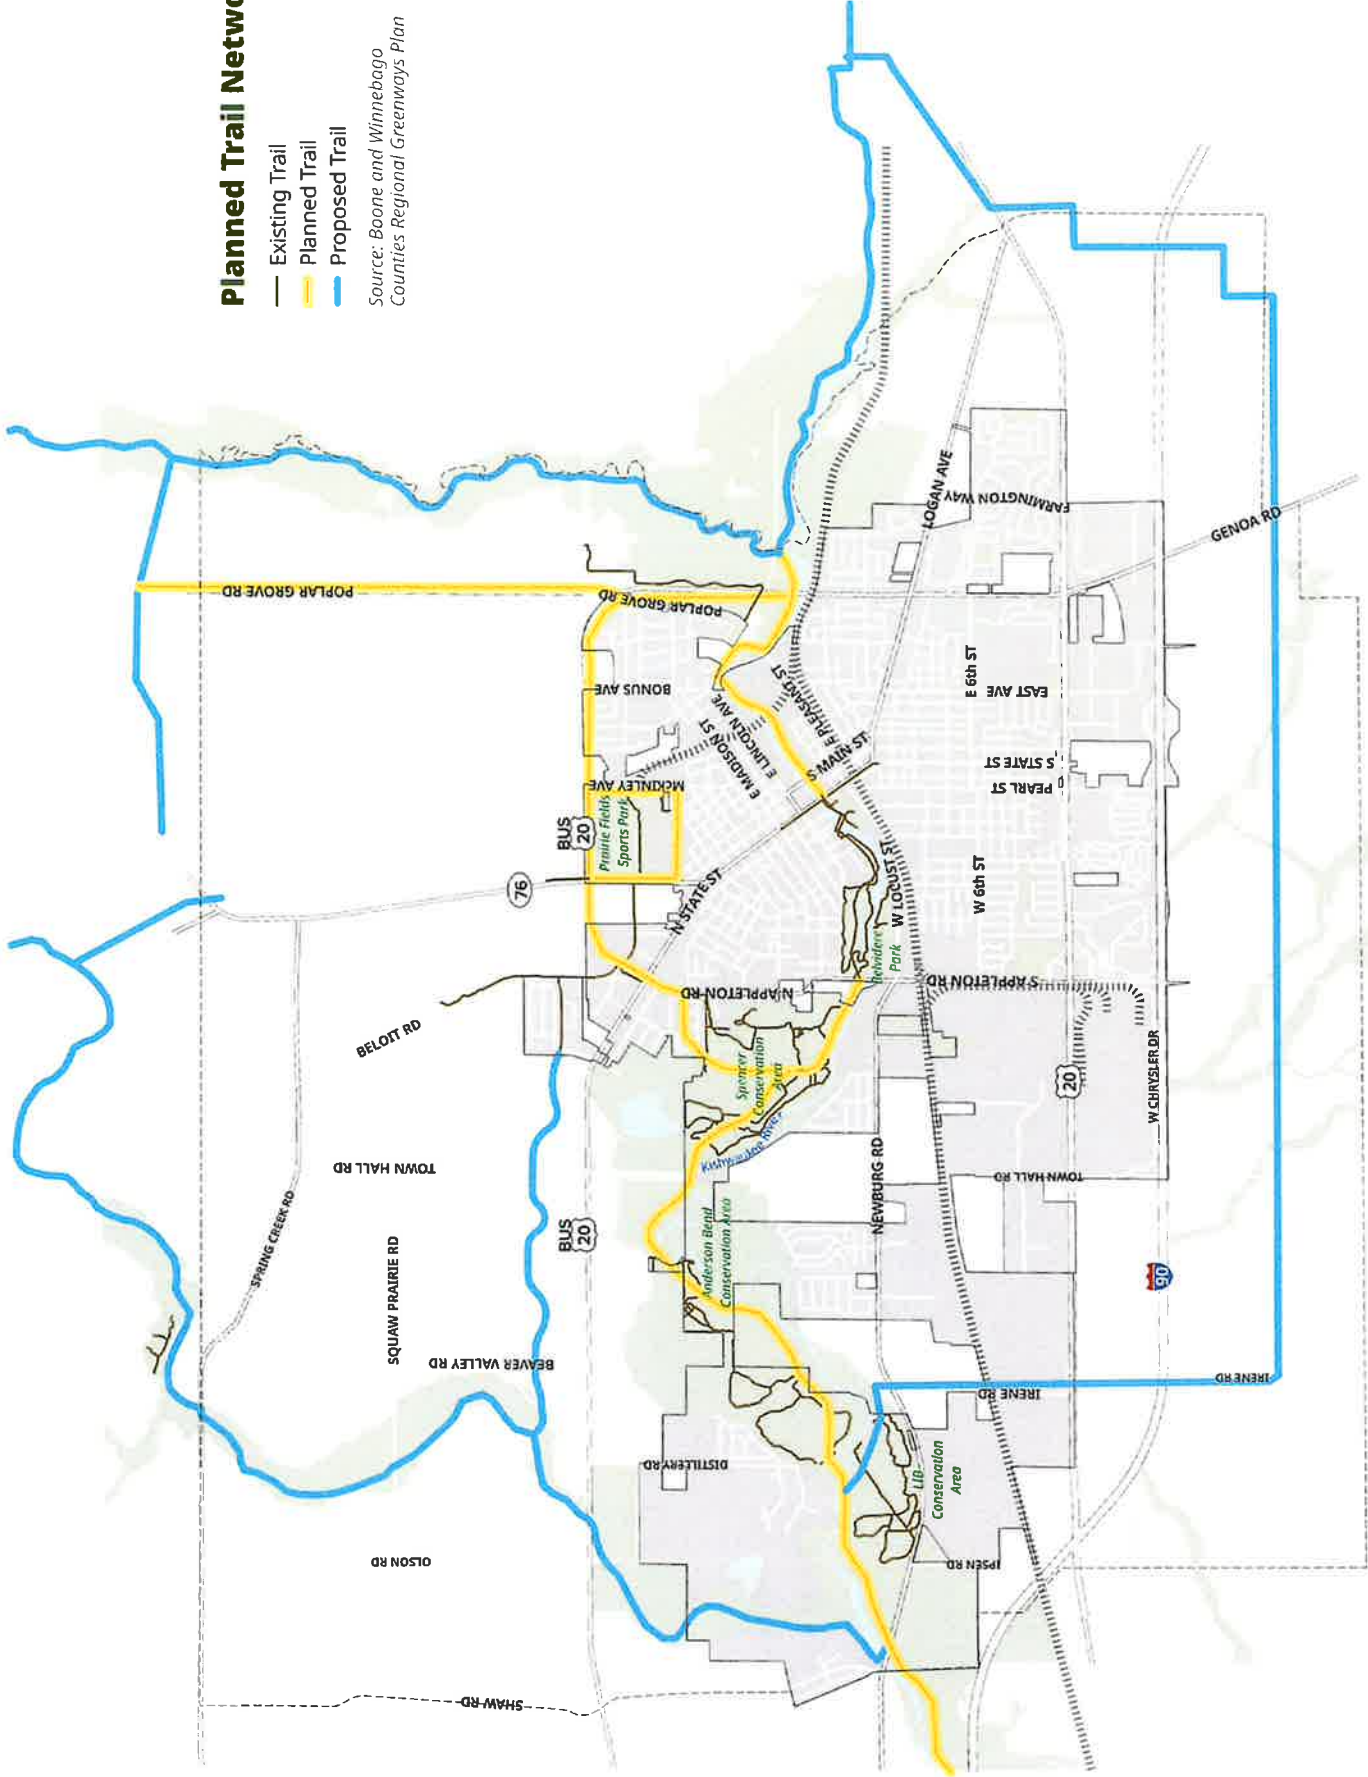 Planned Trail Netwo
Existing Trail
Planned Trail
Proposed Trail
Source: Boone and Winnebago
Counties Regional Greenways Plan
POPLAR GROVE RD
POPLAR GROVE RD
POPLAR GROVE RD
BONUS AVE
MCKINLEY AVE
E MADISON ST
E LINCOLN AVE
E PLEASANT ST
S MAIN ST
LOGAN AVE
FARMINGTON WAY
GENOA RD
E 6th ST
EAST AVE
S STATE ST
PEARL ST
W 6th ST
BUS
20
Prairie Fields
Sports Park
76
N STATE ST
W LOCUST ST
Belvidere
Park
N APPLETON RD
S APPLETON RD
BELOIT RD
Spencer
Conservation
Area
Kishwaukee River
20
W CHRYSLER DR
TOWN HALL RD
TOWN HALL RD
NEWBURG RD
SPRING CREEK RD
SQUAW PRAIRIE RD
BUS
20
Anderson Bend
Conservation Area
90
BEAVER VALLEY RD
IRENE RD
IRENE RD
DISTILLERY RD
LIB
Conservation
Area
OLSON RD
IPSEN RD
SHAW RD